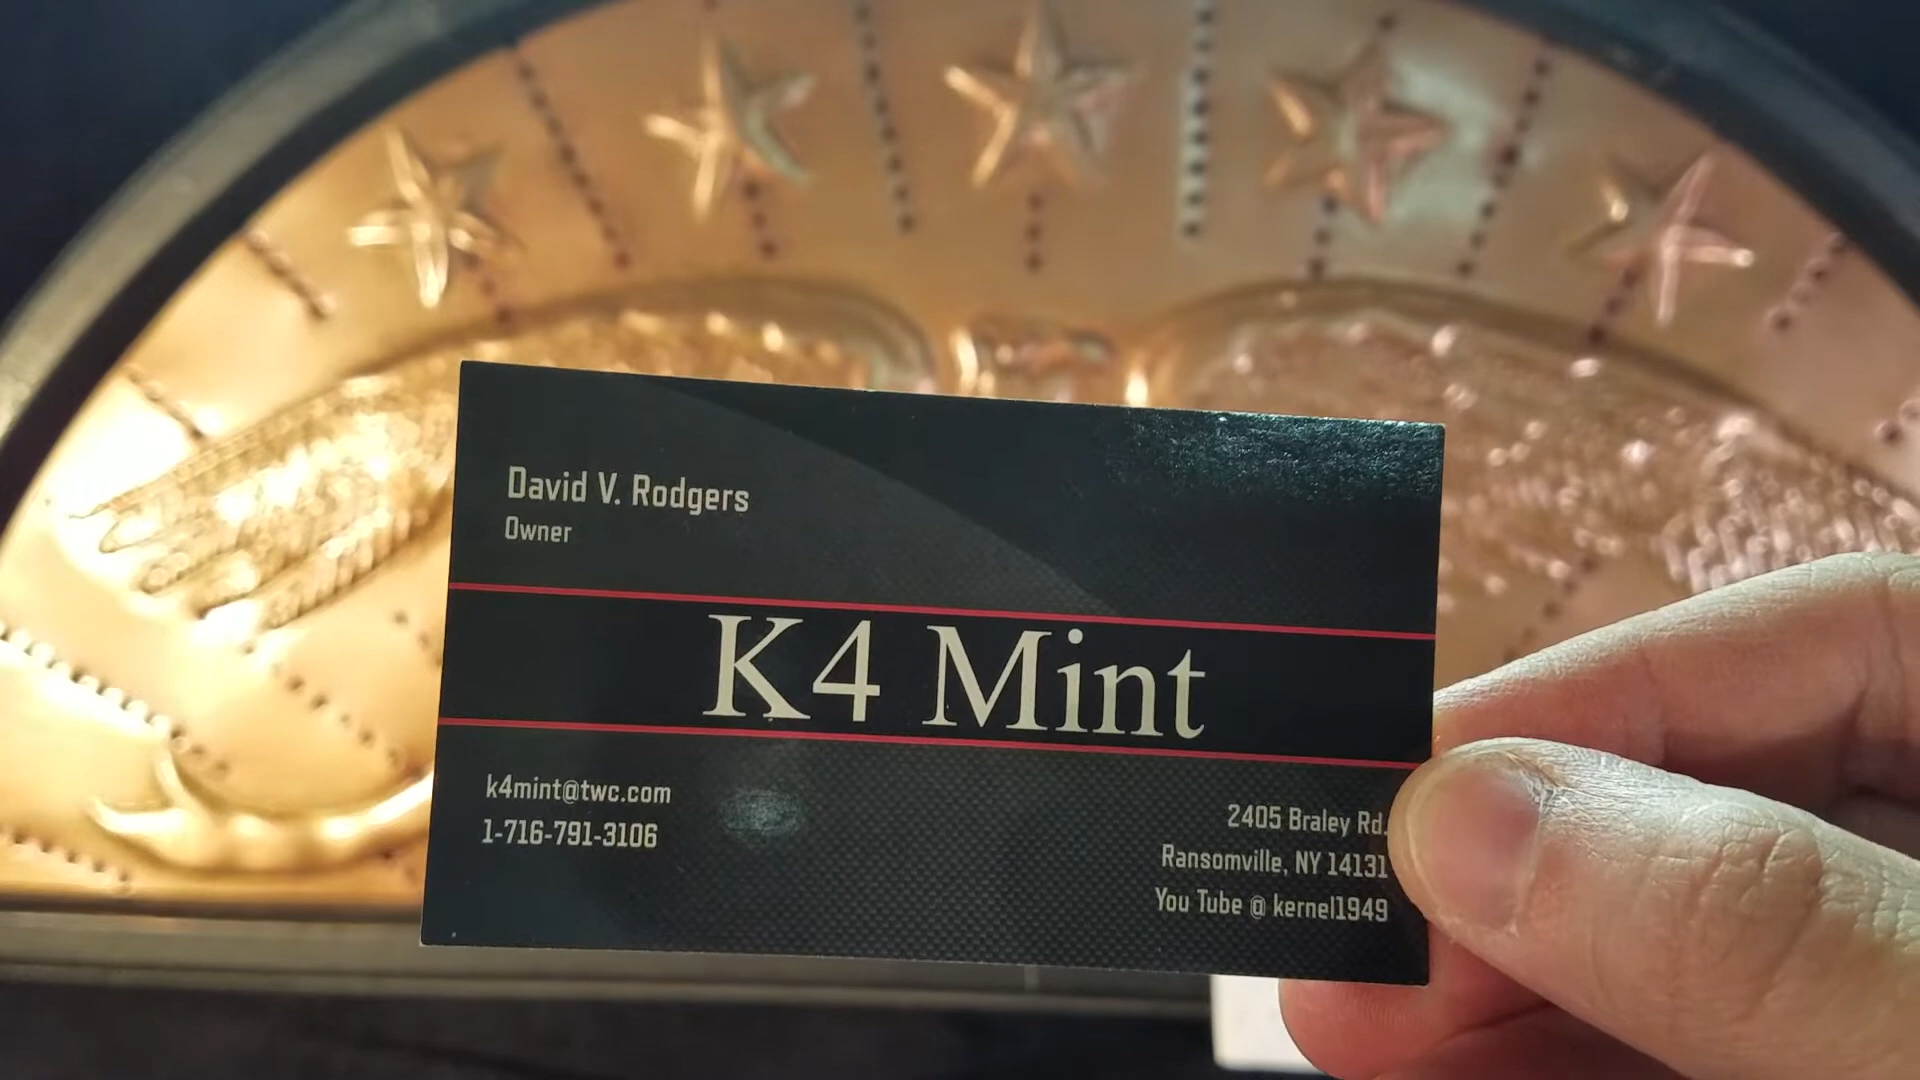 David V. Rodgers
Owner
K4 Mint
k4mint@twc.com
1-716-791-3106
2405 Braley Rd.
Ransomville, NY 14131
You Tube @ kernel1949